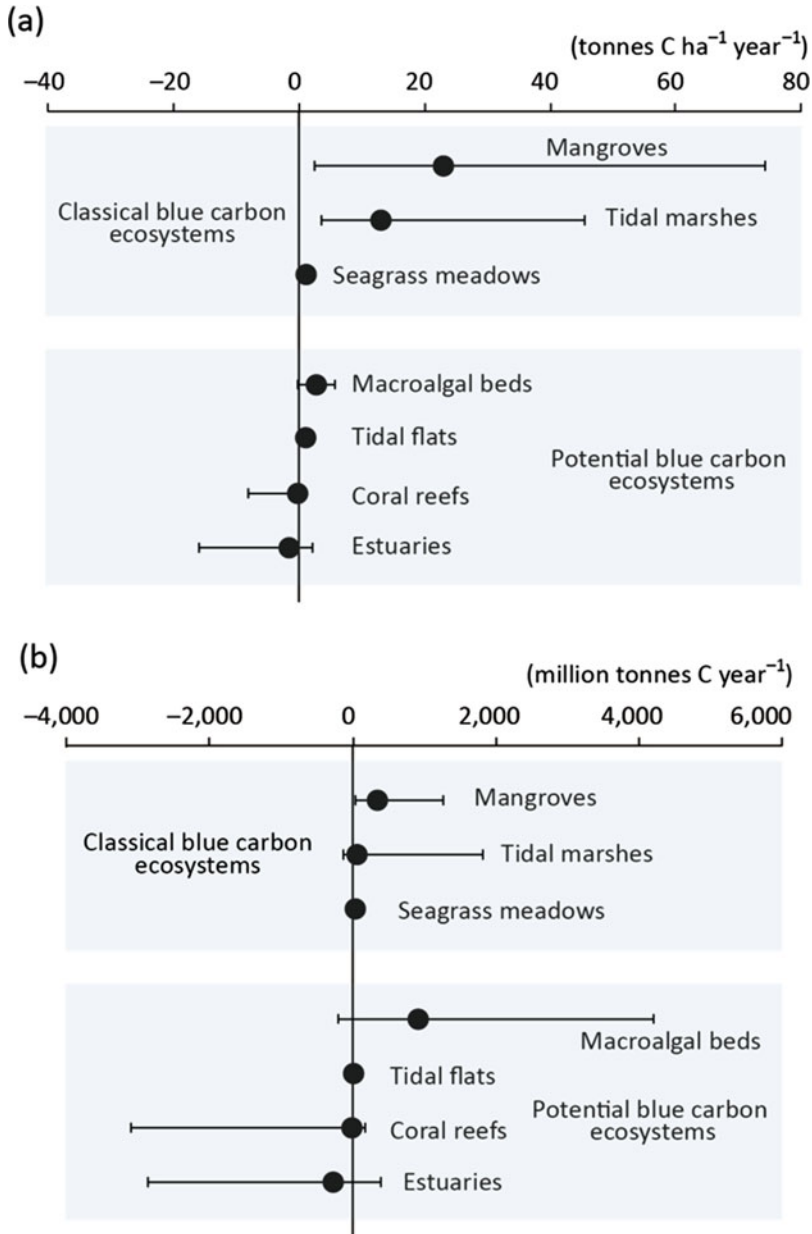 (a)
(tonnes C ha⁻¹ year⁻¹)
−40 −20 0 20 40 60 80
Mangroves
Classical blue carbon
ecosystems
Tidal marshes
Seagrass meadows
Macroalgal beds
Tidal flats
Potential blue carbon
ecosystems
Coral reefs
Estuaries
(b)
(million tonnes C year⁻¹)
−4,000 −2,000 0 2,000 4,000 6,000
Mangroves
Classical blue carbon
ecosystems
Tidal marshes
Seagrass meadows
Macroalgal beds
Tidal flats
Potential blue carbon
ecosystems
Coral reefs
Estuaries